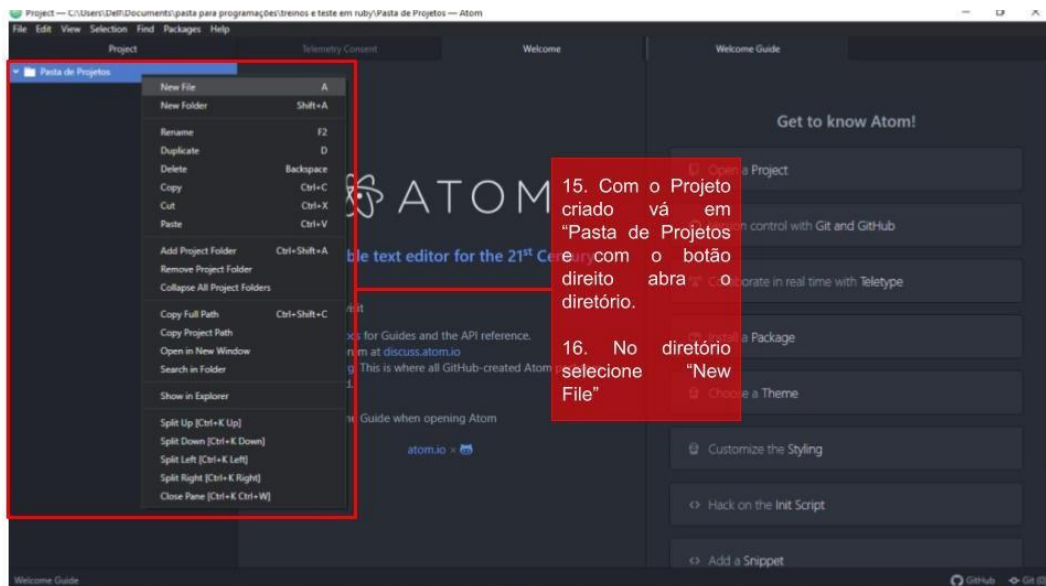 Project — C:\Users\Dell\Documents\pasta para programações\treinos e teste em ruby\Pasta de Projetos — Atom
File Edit View Selection Find Packages Help
Project
Telemetry Consent
Welcome
Welcome Guide
Pasta de Projetos
New File A
New Folder Shift+A
Rename F2
Duplicate D
Delete Backspace
Copy Ctrl+C
Cut Ctrl+X
Paste Ctrl+V
Add Project Folder Ctrl+Shift+A
Remove Project Folder
Collapse All Project Folders
Copy Full Path Ctrl+Shift+C
Copy Project Path
Open in New Window
Search in Folder
Show in Explorer
Split Up [Ctrl+K Up]
Split Down [Ctrl+K Down]
Split Left [Ctrl+K Left]
Split Right [Ctrl+K Right]
Close Pane [Ctrl+K Ctrl+W]
ATOM
text editor for the 21st
for Guides and the API reference.
at discuss.atom.io
This is where all GitHub-created Atom
Guide when opening Atom
atom.io ×
15. Com o Projeto
criado vá em
“Pasta de Projetos
e com o botão
direito abra o
diretório.
16. No diretório
selecione “New
File”
Get to know Atom!
Open a Project
control with Git and GitHub
Collaborate in real time with Teletype
Install a Package
Choose a Theme
Customize the Styling
Hack on the Init Script
Add a Snippet
Welcome Guide
GitHub Git (0)